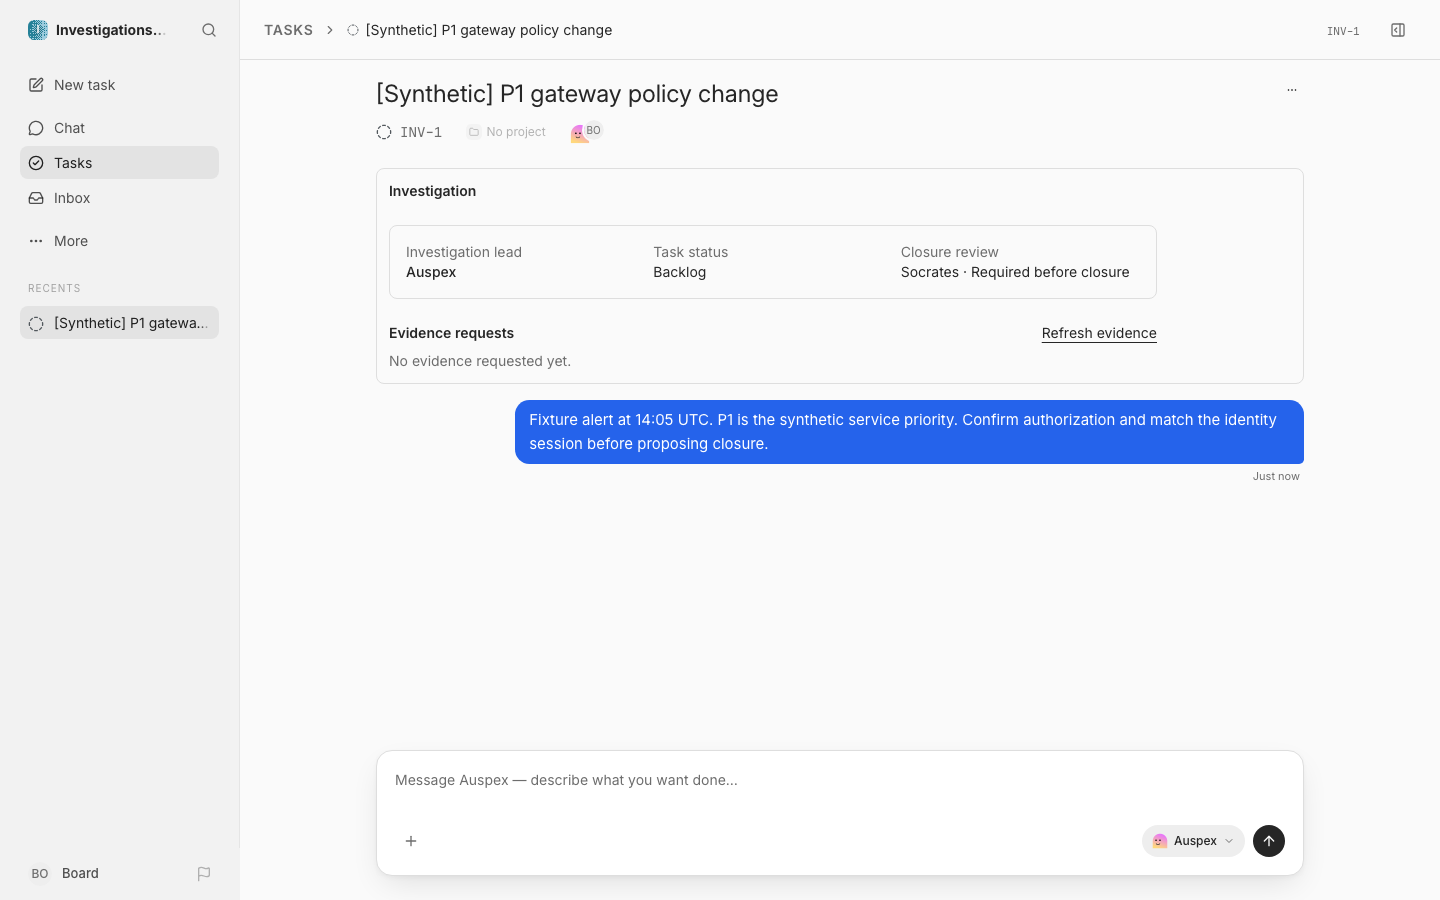 Investigations...
New task
Chat
Tasks
Inbox
More
RECENTS
[Synthetic] P1 gatewa...
BO Board
TASKS > [Synthetic] P1 gateway policy change
INV-1
[Synthetic] P1 gateway policy change
...
INV-1 No project BO
Investigation
Investigation lead Task status Closure review
Auspex Backlog Socrates · Required before closure
Evidence requests Refresh evidence
No evidence requested yet.
Fixture alert at 14:05 UTC. P1 is the synthetic service priority. Confirm authorization and match the identity
session before proposing closure.
Just now
Message Auspex — describe what you want done...
Auspex